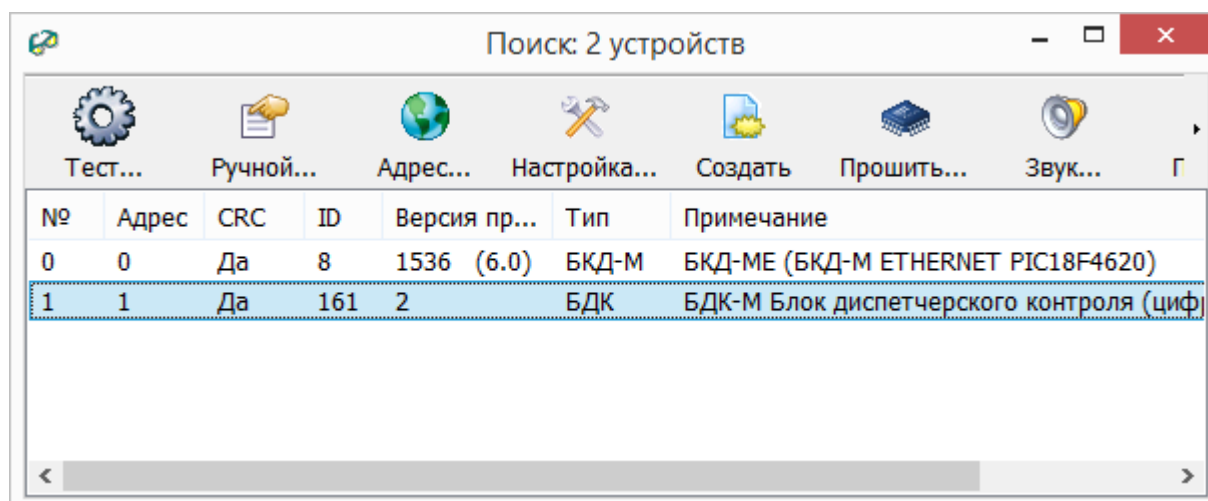 Поиск: 2 устройств
Тест... Ручной... Адрес... Настройка... Создать Прошить... Звук...
№ Адрес CRC ID Версия пр... Тип Примечание
0 0 Да 8 1536 (6.0) БКД-М БКД-МЕ (БКД-М ETHERNET PIC18F4620)
1 1 Да 161 2 БДК БДК-М Блок диспетчерского контроля